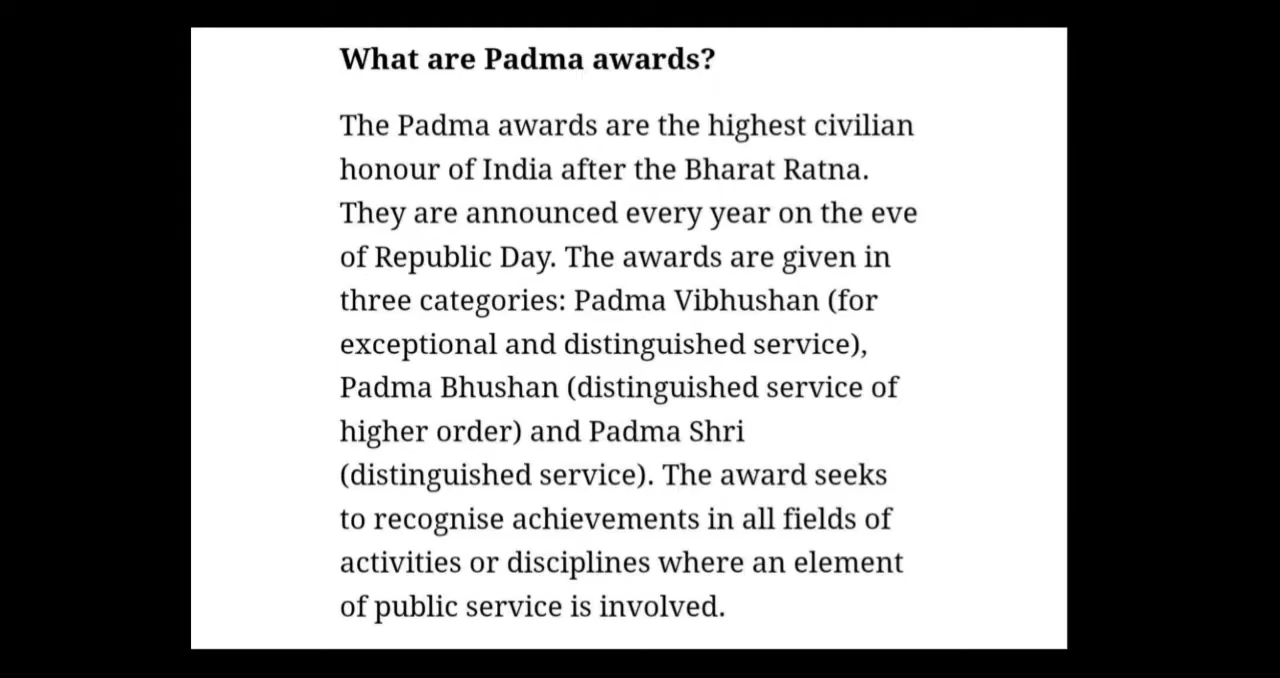 What are Padma awards?
The Padma awards are the highest civilian
honour of India after the Bharat Ratna.
They are announced every year on the eve
of Republic Day. The awards are given in
three categories: Padma Vibhushan (for
exceptional and distinguished service),
Padma Bhushan (distinguished service of
higher order) and Padma Shri
(distinguished service). The award seeks
to recognise achievements in all fields of
activities or disciplines where an element
of public service is involved.